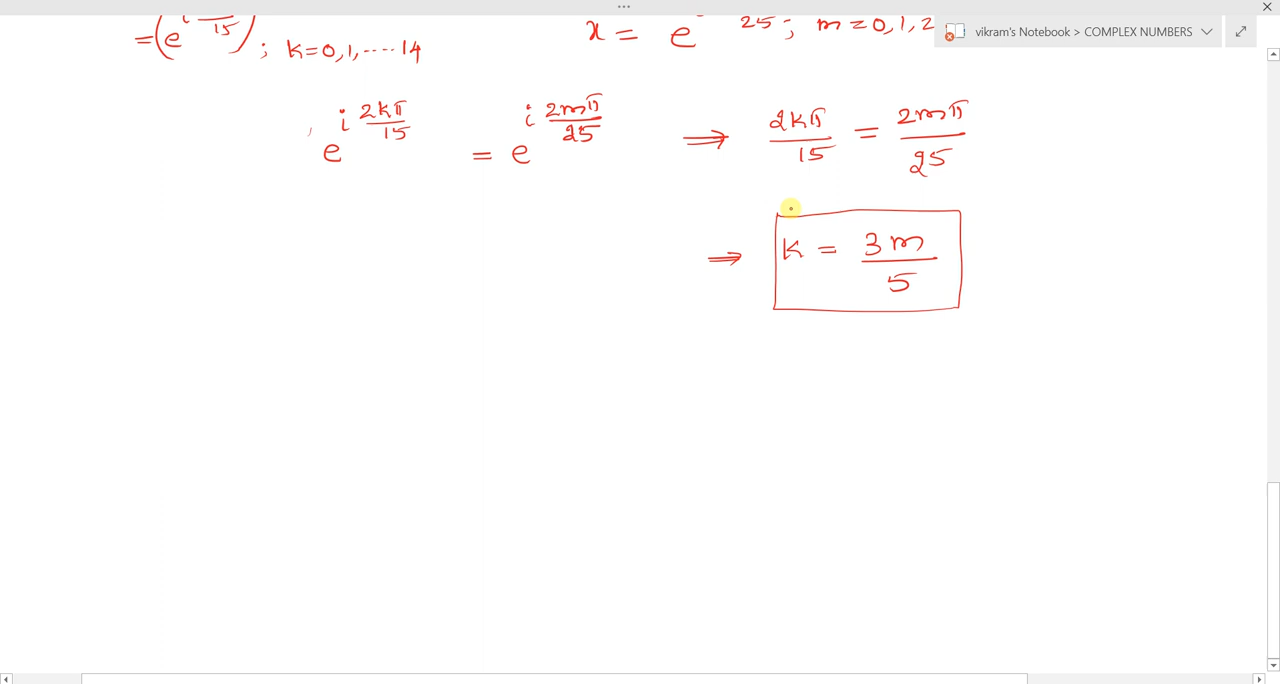 vikram's Notebook > COMPLEX NUMBERS
= (e^{i —/15}) ; k=0,1,....14
x = e^{— 25} ; m=0,1,2
e^{i 2kπ/15} = e^{i 2mπ/25} ⇒ 2kπ/15 = 2mπ/25
⇒ k = 3m/5